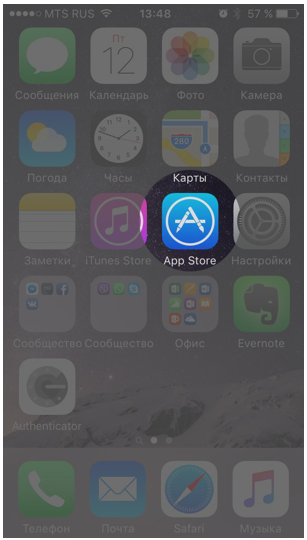 MTS RUS 13:48 57 %
Пт
12
Сообщения Календарь Фото Камера
280
Погода Часы Карты Контакты
Заметки iTunes Store App Store Настройки
Сообщество Сообщество Офис Evernote
Authenticator
Телефон Почта Safari Музыка